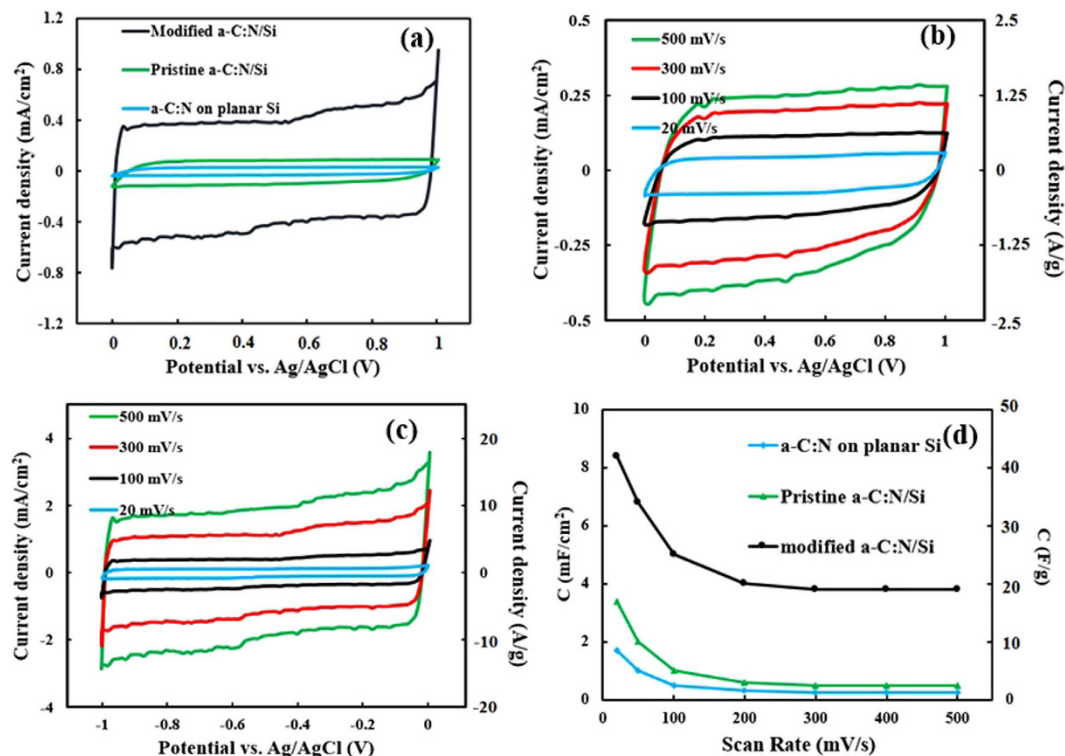 (a)
Modified a-C:N/Si
Pristine a-C:N/Si
a-C:N on planar Si
1.2
0.8
0.4
0
-0.4
-0.8
-1.2
Current density (mA/cm²)
0 0.2 0.4 0.6 0.8 1
Potential vs. Ag/AgCl (V)
(b)
500 mV/s
300 mV/s
100 mV/s
20 mV/s
0.5
0.25
0
-0.25
-0.5
Current density (mA/cm²)
2.5
1.25
0
-1.25
-2.5
Current density (A/g)
0 0.2 0.4 0.6 0.8 1
Potential vs. Ag/AgCl (V)
(c)
500 mV/s
300 mV/s
100 mV/s
20 mV/s
4
2
0
-2
-4
Current density (mA/cm²)
20
10
0
-10
-20
Current density (A/g)
-1 -0.8 -0.6 -0.4 -0.2 0
Potential vs. Ag/AgCl (V)
(d)
a-C:N on planar Si
Pristine a-C:N/Si
modified a-C:N/Si
10
8
6
4
2
0
C (mF/cm²)
50
40
30
20
10
0
C (F/g)
0 100 200 300 400 500
Scan Rate (mV/s)